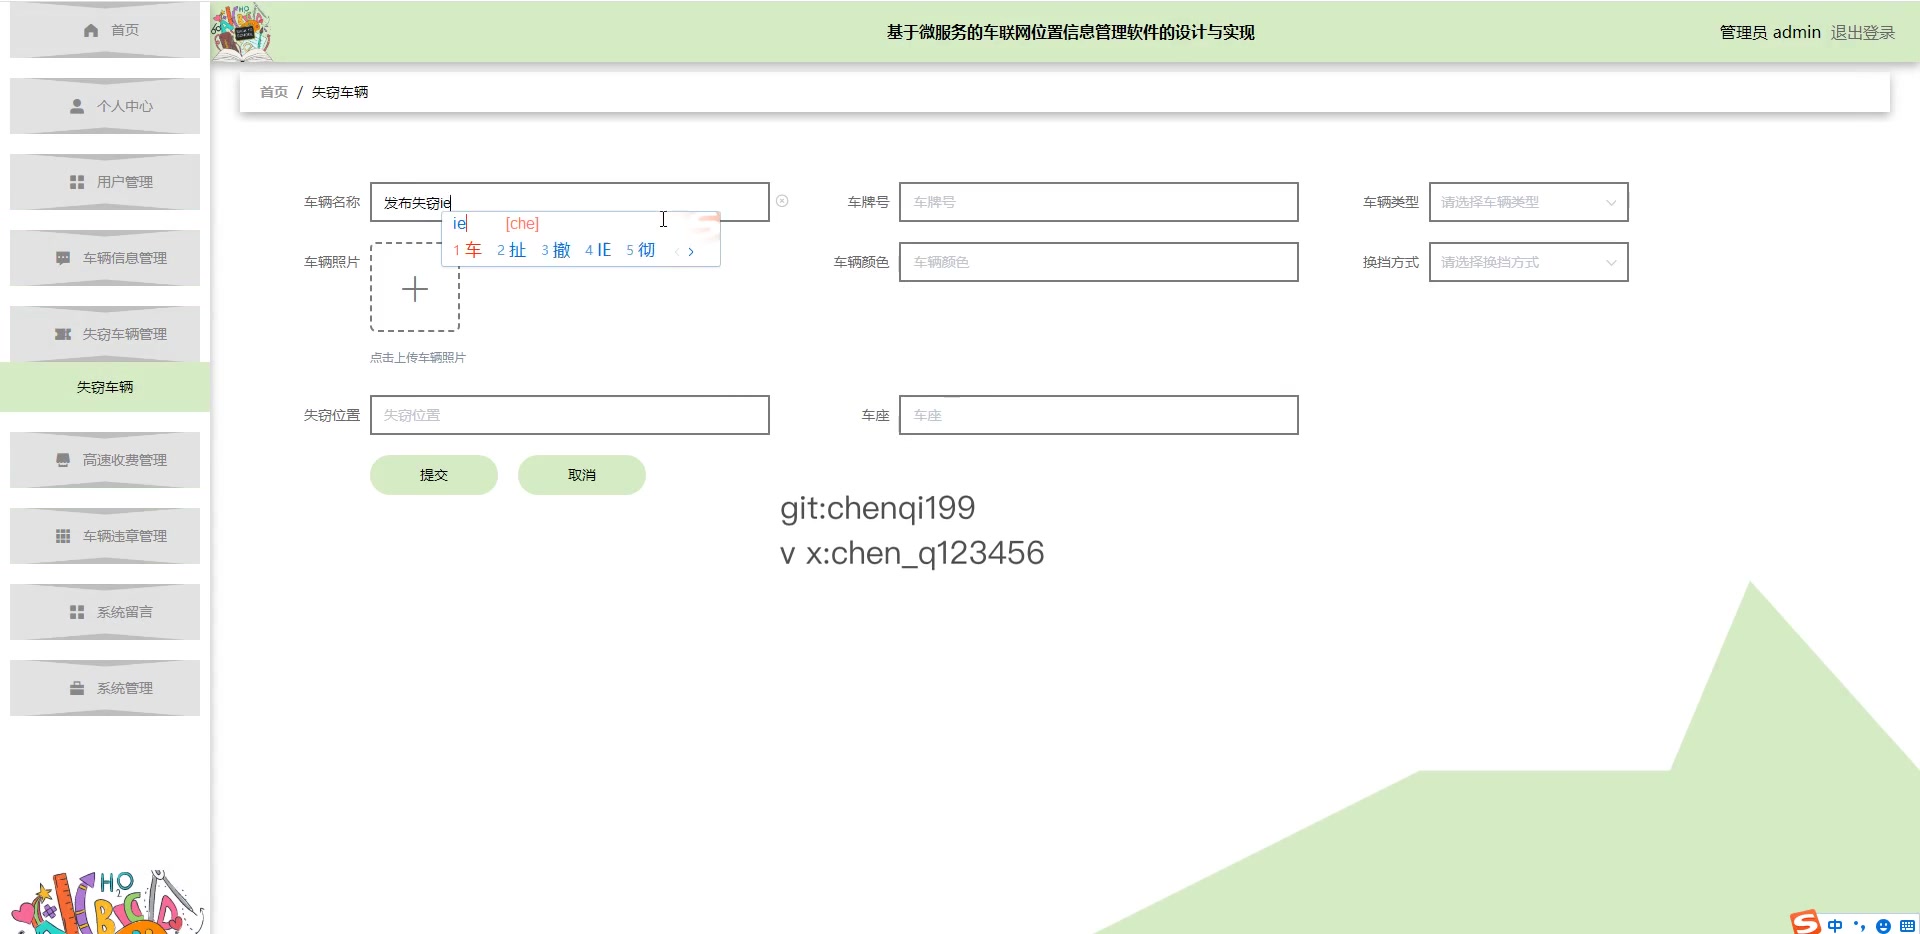 首页
个人中心
用户管理
车辆信息管理
失窃车辆管理
失窃车辆
高速收费管理
车辆违章管理
系统留言
系统管理
基于微服务的车联网位置信息管理软件的设计与实现
管理员 admin 退出登录
首页 / 失窃车辆
车辆名称 发布失窃ie
车牌号 车牌号
车辆类型 请选择车辆类型
ie [che]
1 车 2 扯 3 撤 4 IE 5 彻
车辆照片
点击上传车辆照片
车辆颜色 车辆颜色
换挡方式 请选择换挡方式
失窃位置 失窃位置
车座 车座
提交 取消
git:chenqi199
v x:chen_q123456
HO
2
BCD
S 中